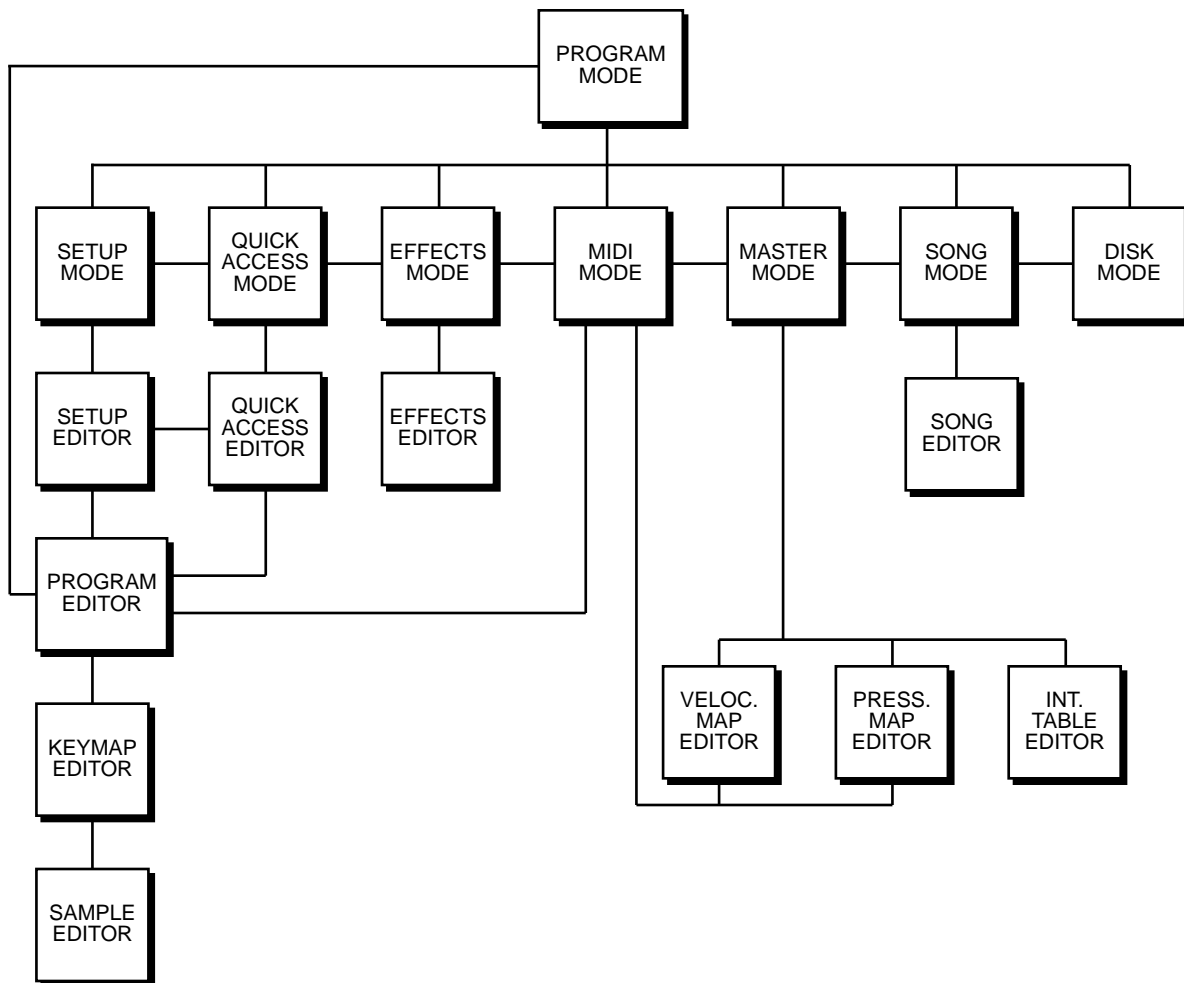 PROGRAM
MODE
SETUP
MODE
QUICK
ACCESS
MODE
EFFECTS
MODE
MIDI
MODE
MASTER
MODE
SONG
MODE
DISK
MODE
SETUP
EDITOR
QUICK
ACCESS
EDITOR
EFFECTS
EDITOR
SONG
EDITOR
PROGRAM
EDITOR
VELOC.
MAP
EDITOR
PRESS.
MAP
EDITOR
INT.
TABLE
EDITOR
KEYMAP
EDITOR
SAMPLE
EDITOR